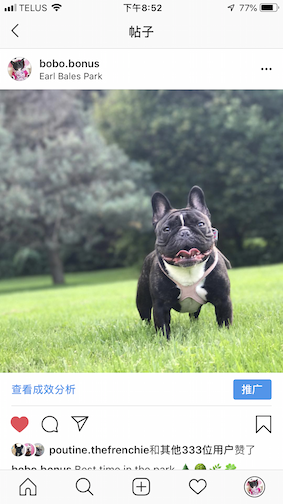 TELUS 下午8:52 77%
帖子
bobo.bonus
Earl Bales Park
查看成效分析 推广
poutine.thefrenchie和其他333位用户赞了
bobo.bonus Best time in the park 🌲🌳🌿🍀